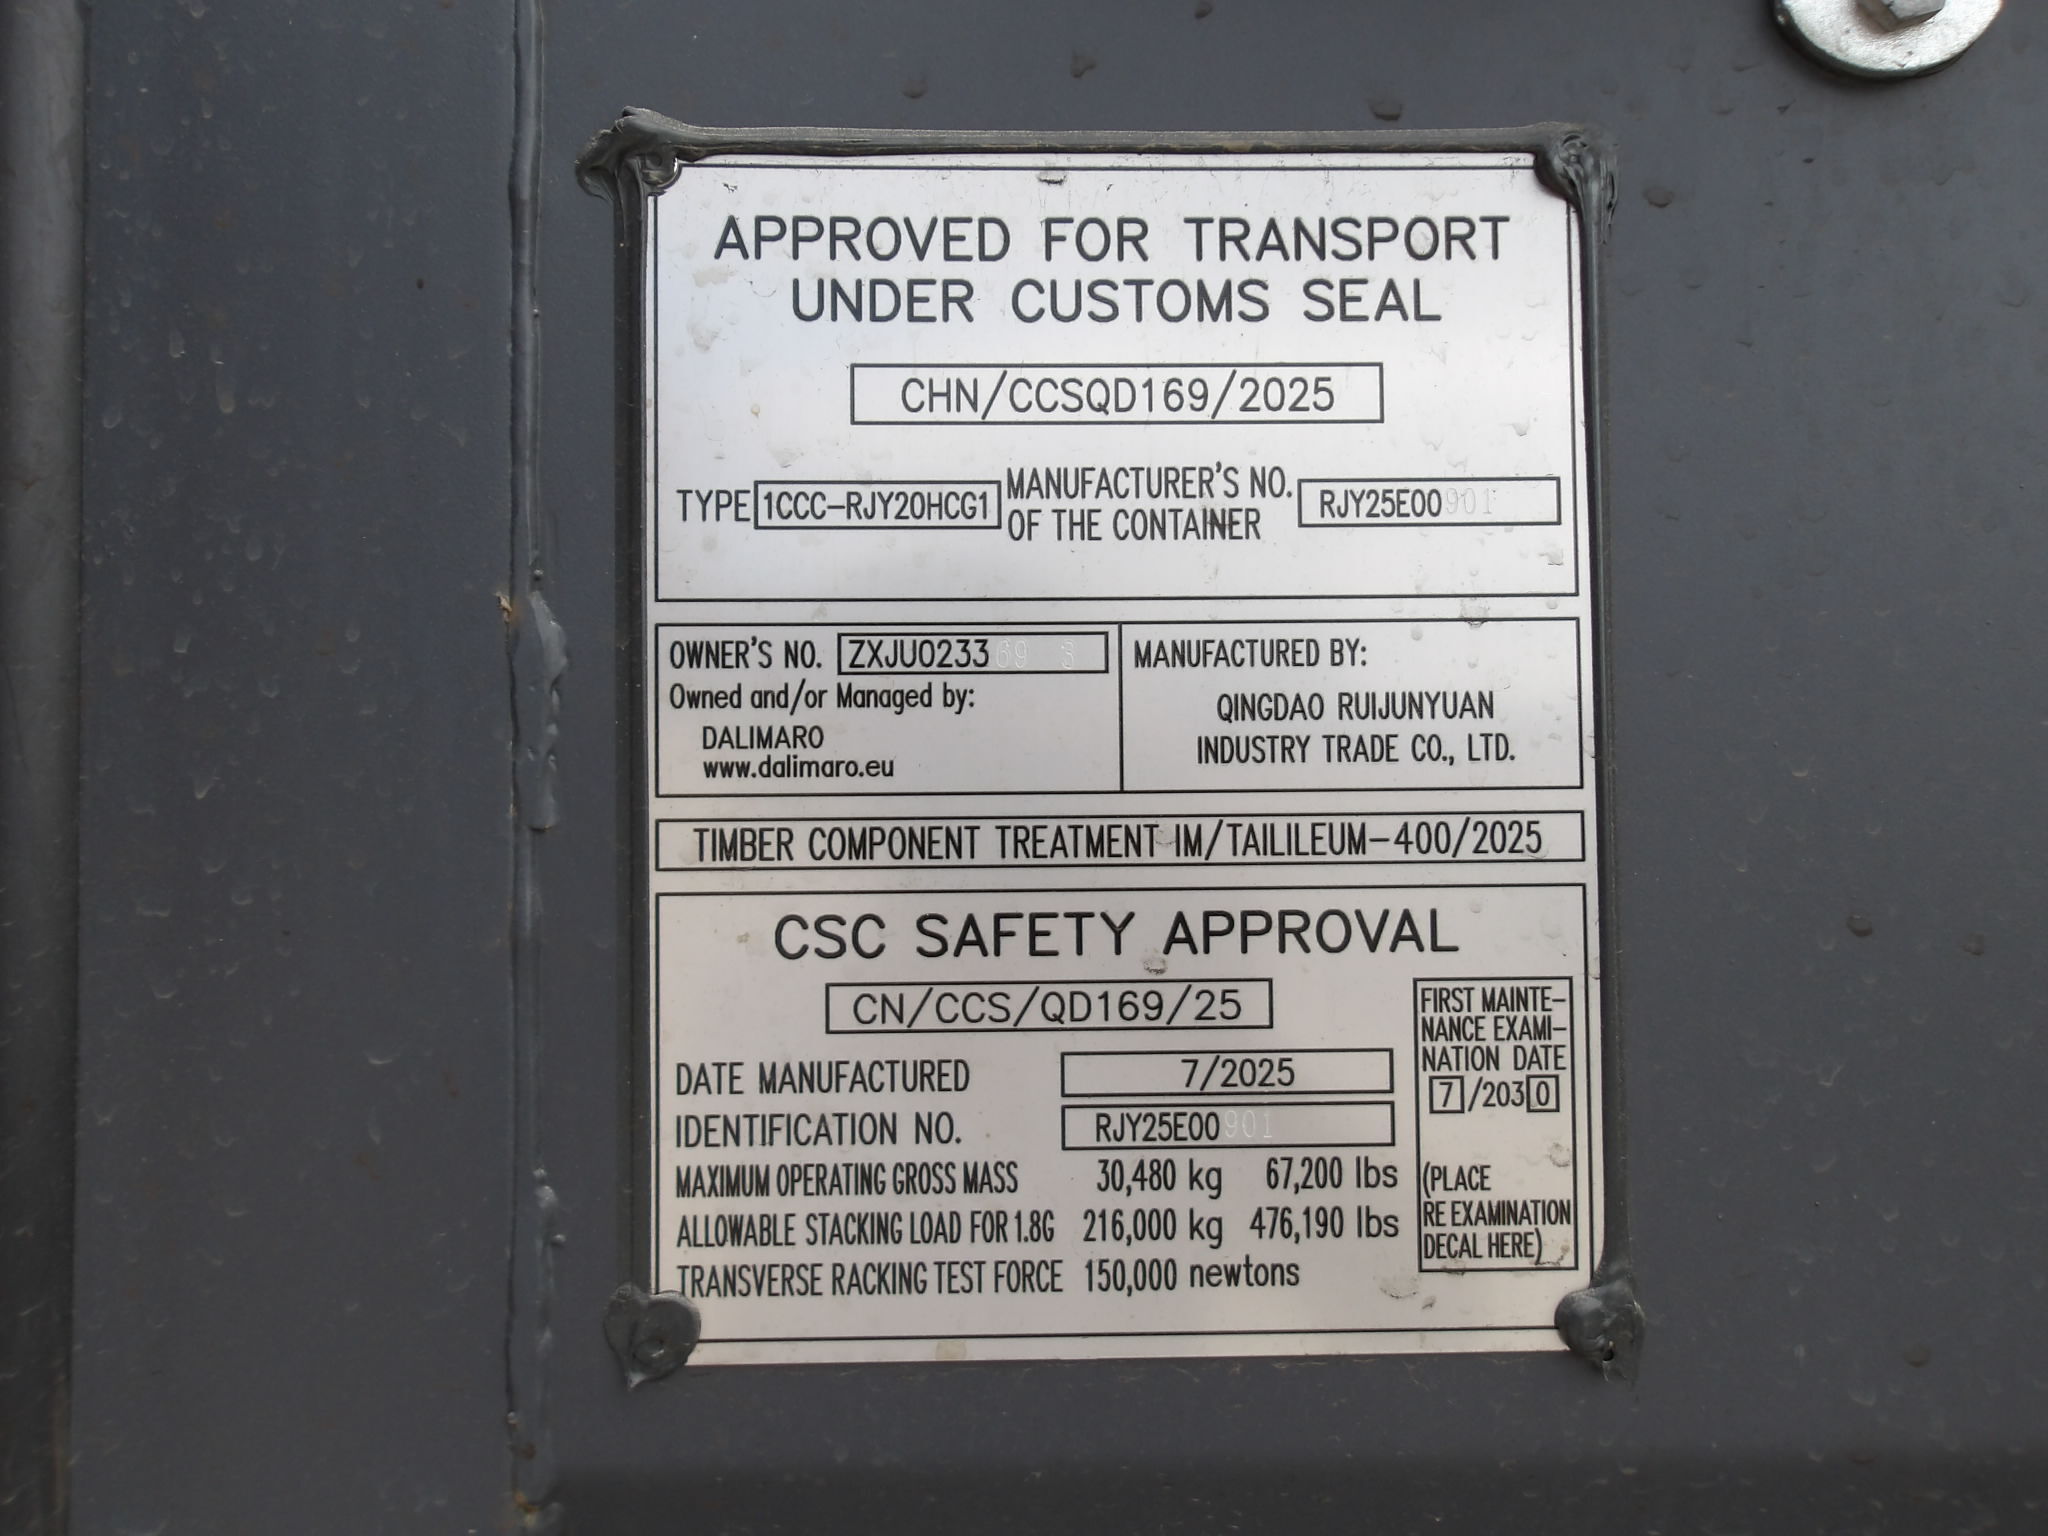 APPROVED FOR TRANSPORT
UNDER CUSTOMS SEAL
CHN/CCSQD169/2025
TYPE 1CCC-RJY20HCG1 MANUFACTURER'S NO. OF THE CONTAINER RJY25E00901
OWNER'S NO. ZXJU023369 3
Owned and/or Managed by:
DALIMARO
www.dalimaro.eu
MANUFACTURED BY:
QINGDAO RUIJUNYUAN
INDUSTRY TRADE CO., LTD.
TIMBER COMPONENT TREATMENT IM/TAILILEUM-400/2025
CSC SAFETY APPROVAL
CN/CCS/QD169/25
DATE MANUFACTURED 7/2025
IDENTIFICATION NO. RJY25E00901
MAXIMUM OPERATING GROSS MASS 30,480 kg 67,200 lbs
ALLOWABLE STACKING LOAD FOR 1.8G 216,000 kg 476,190 lbs
TRANSVERSE RACKING TEST FORCE 150,000 newtons
FIRST MAINTE-
NANCE EXAMI-
NATION DATE
7/2030
(PLACE
RE EXAMINATION
DECAL HERE)